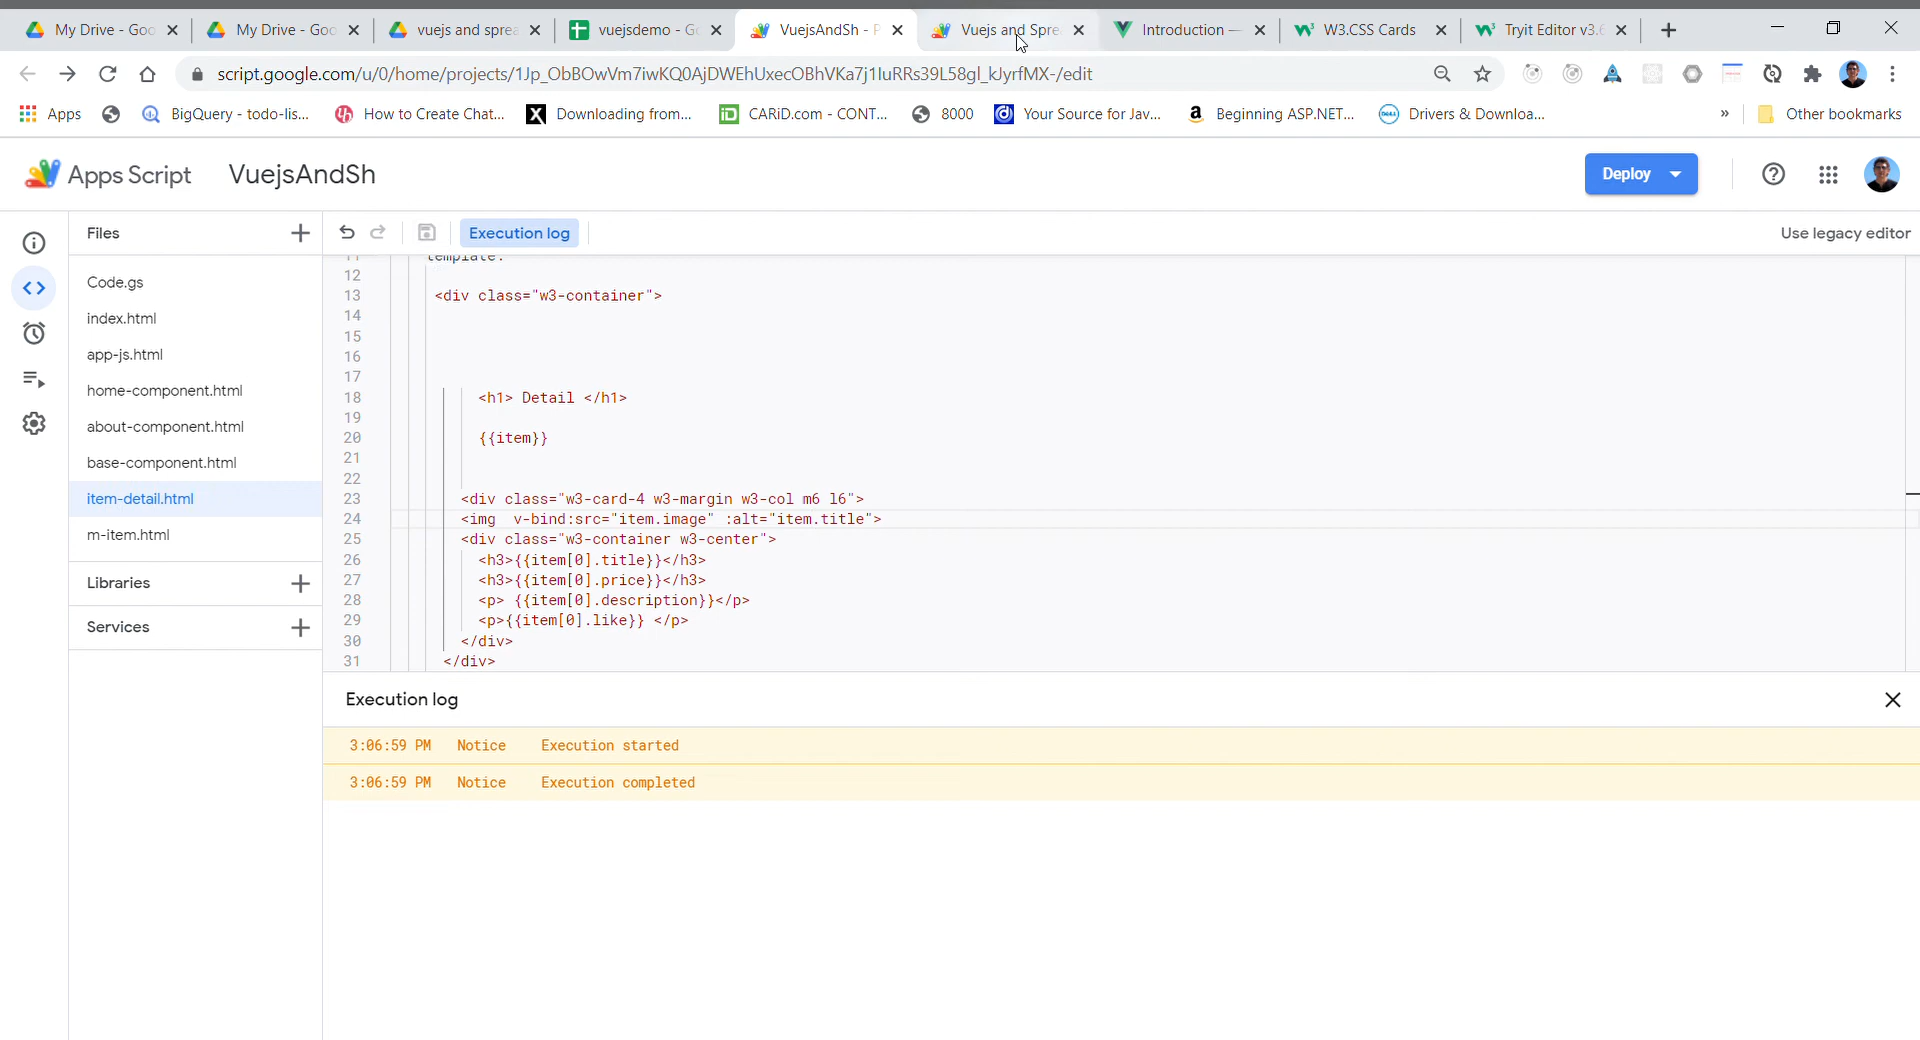 My Drive - Goo
My Drive - Goo
vuejs and sprea
vuejsdemo - Go
VuejsAndSh - P
Vuejs and Spre
Introduction —
W3.CSS Cards
Tryit Editor v3.6
script.google.com/u/0/home/projects/1Jp_ObBOwVm7iwKQ0AjDWEhUxecOBhVKa7j1IuRRs39L58gl_kJyrfMX-/edit
Apps
BigQuery - todo-lis...
How to Create Chat...
Downloading from...
CARiD.com - CONT...
8000
Your Source for Jav...
Beginning ASP.NET...
Drivers & Downloa...
»
Other bookmarks
Apps Script
VuejsAndSh
Deploy
Files
Execution log
Use legacy editor
Code.gs
index.html
app-js.html
home-component.html
about-component.html
base-component.html
item-detail.html
m-item.html
Libraries
Services
11 template:
12
13 <div class="w3-container">
14
15
16
17
18 <h1> Detail </h1>
19
20 {{item}}
21
22
23 <div class="w3-card-4 w3-margin w3-col m6 l6">
24 <img  v-bind:src="item.image" :alt="item.title">
25 <div class="w3-container w3-center">
26 <h3>{{item[0].title}}</h3>
27 <h3>{{item[0].price}}</h3>
28 <p> {{item[0].description}}</p>
29 <p>{{item[0].like}} </p>
30 </div>
31 </div>
Execution log
3:06:59 PM Notice Execution started
3:06:59 PM Notice Execution completed